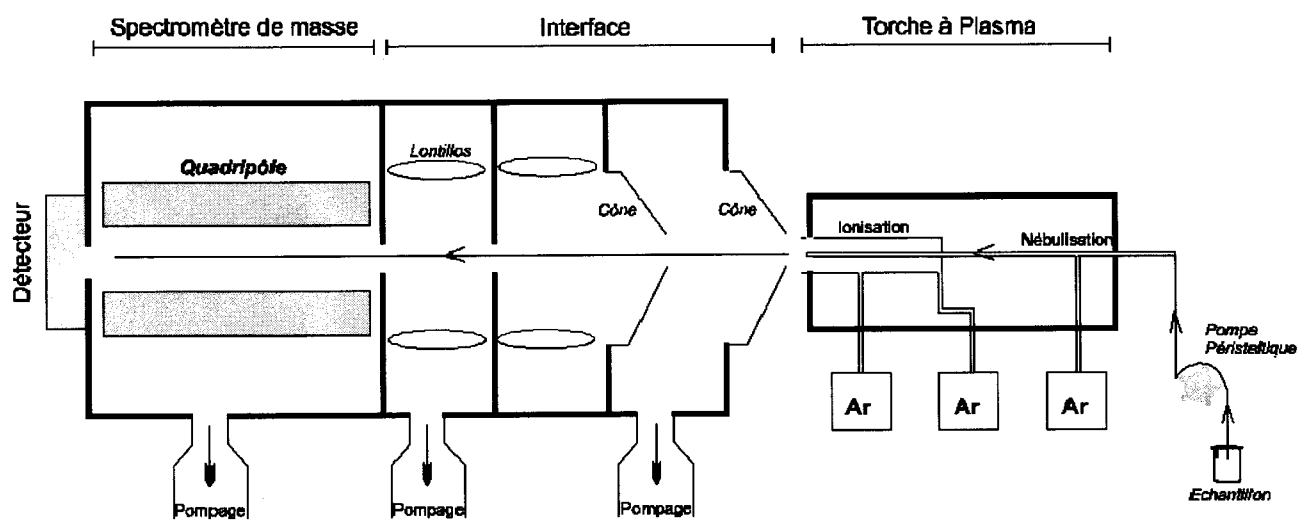 Spectromètre de masse
Interface
Torche à Plasma
Quadripôle
Lontillos
Cône
Cône
Ionisation
Nébulisation
Détecteur
Pompe
Péristaltique
Ar
Ar
Ar
Pompage
Pompage
Pompage
Echantillon